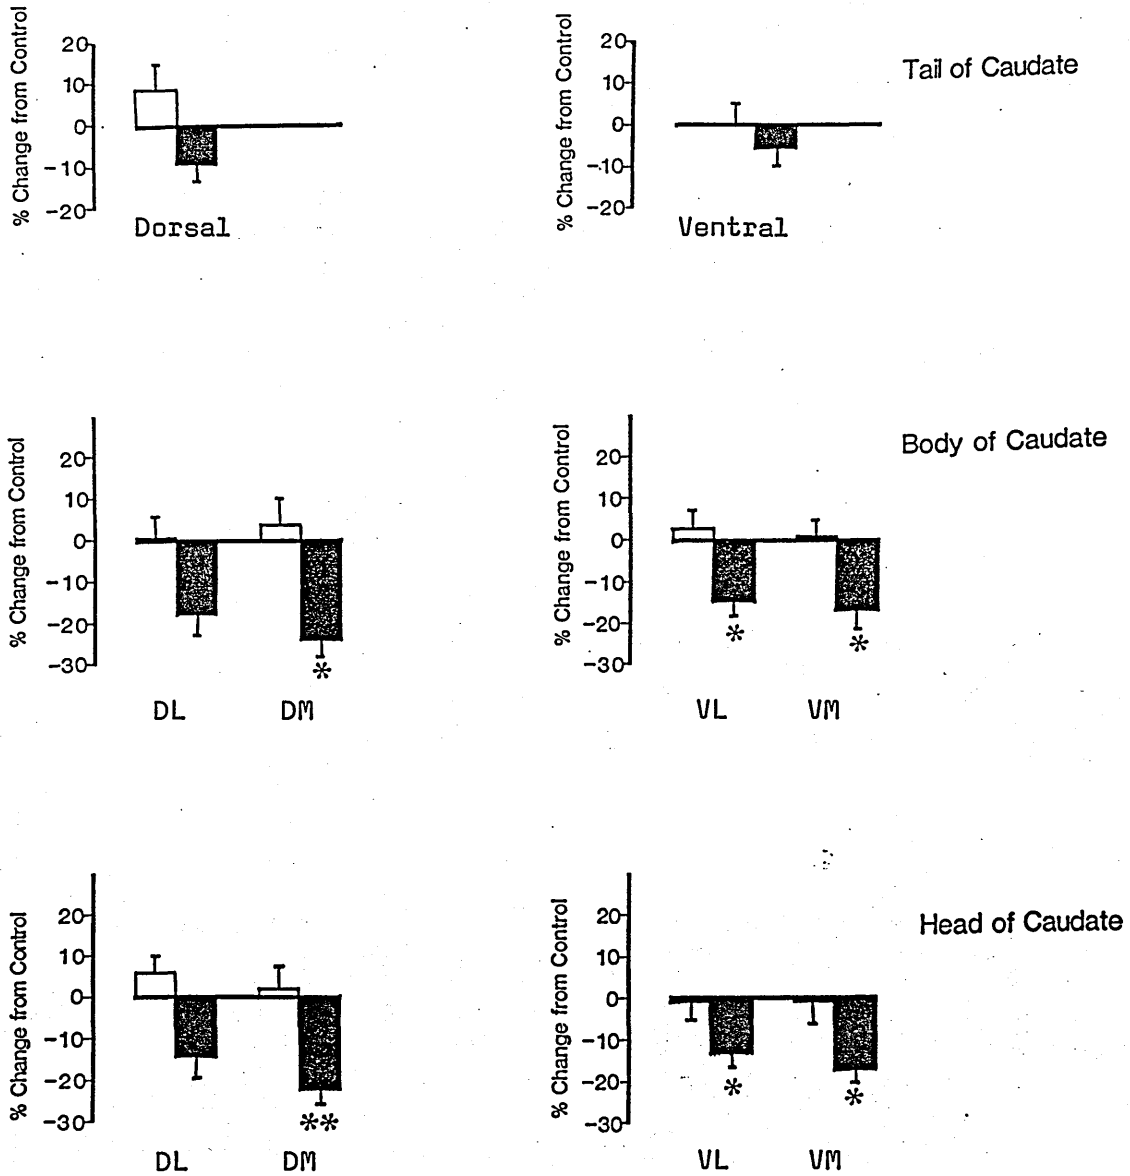 % Change from Control
20
10
0
-10
-20
Dorsal
% Change from Control
20
10
0
-10
-20
Ventral
Tail of Caudate
% Change from Control
20
10
0
-10
-20
-30
*
DL DM
% Change from Control
20
10
0
-10
-20
-30
* *
VL VM
Body of Caudate
% Change from Control
20
10
0
-10
-20
-30
**
DL DM
% Change from Control
20
10
0
-10
-20
-30
* *
VL VM
Head of Caudate